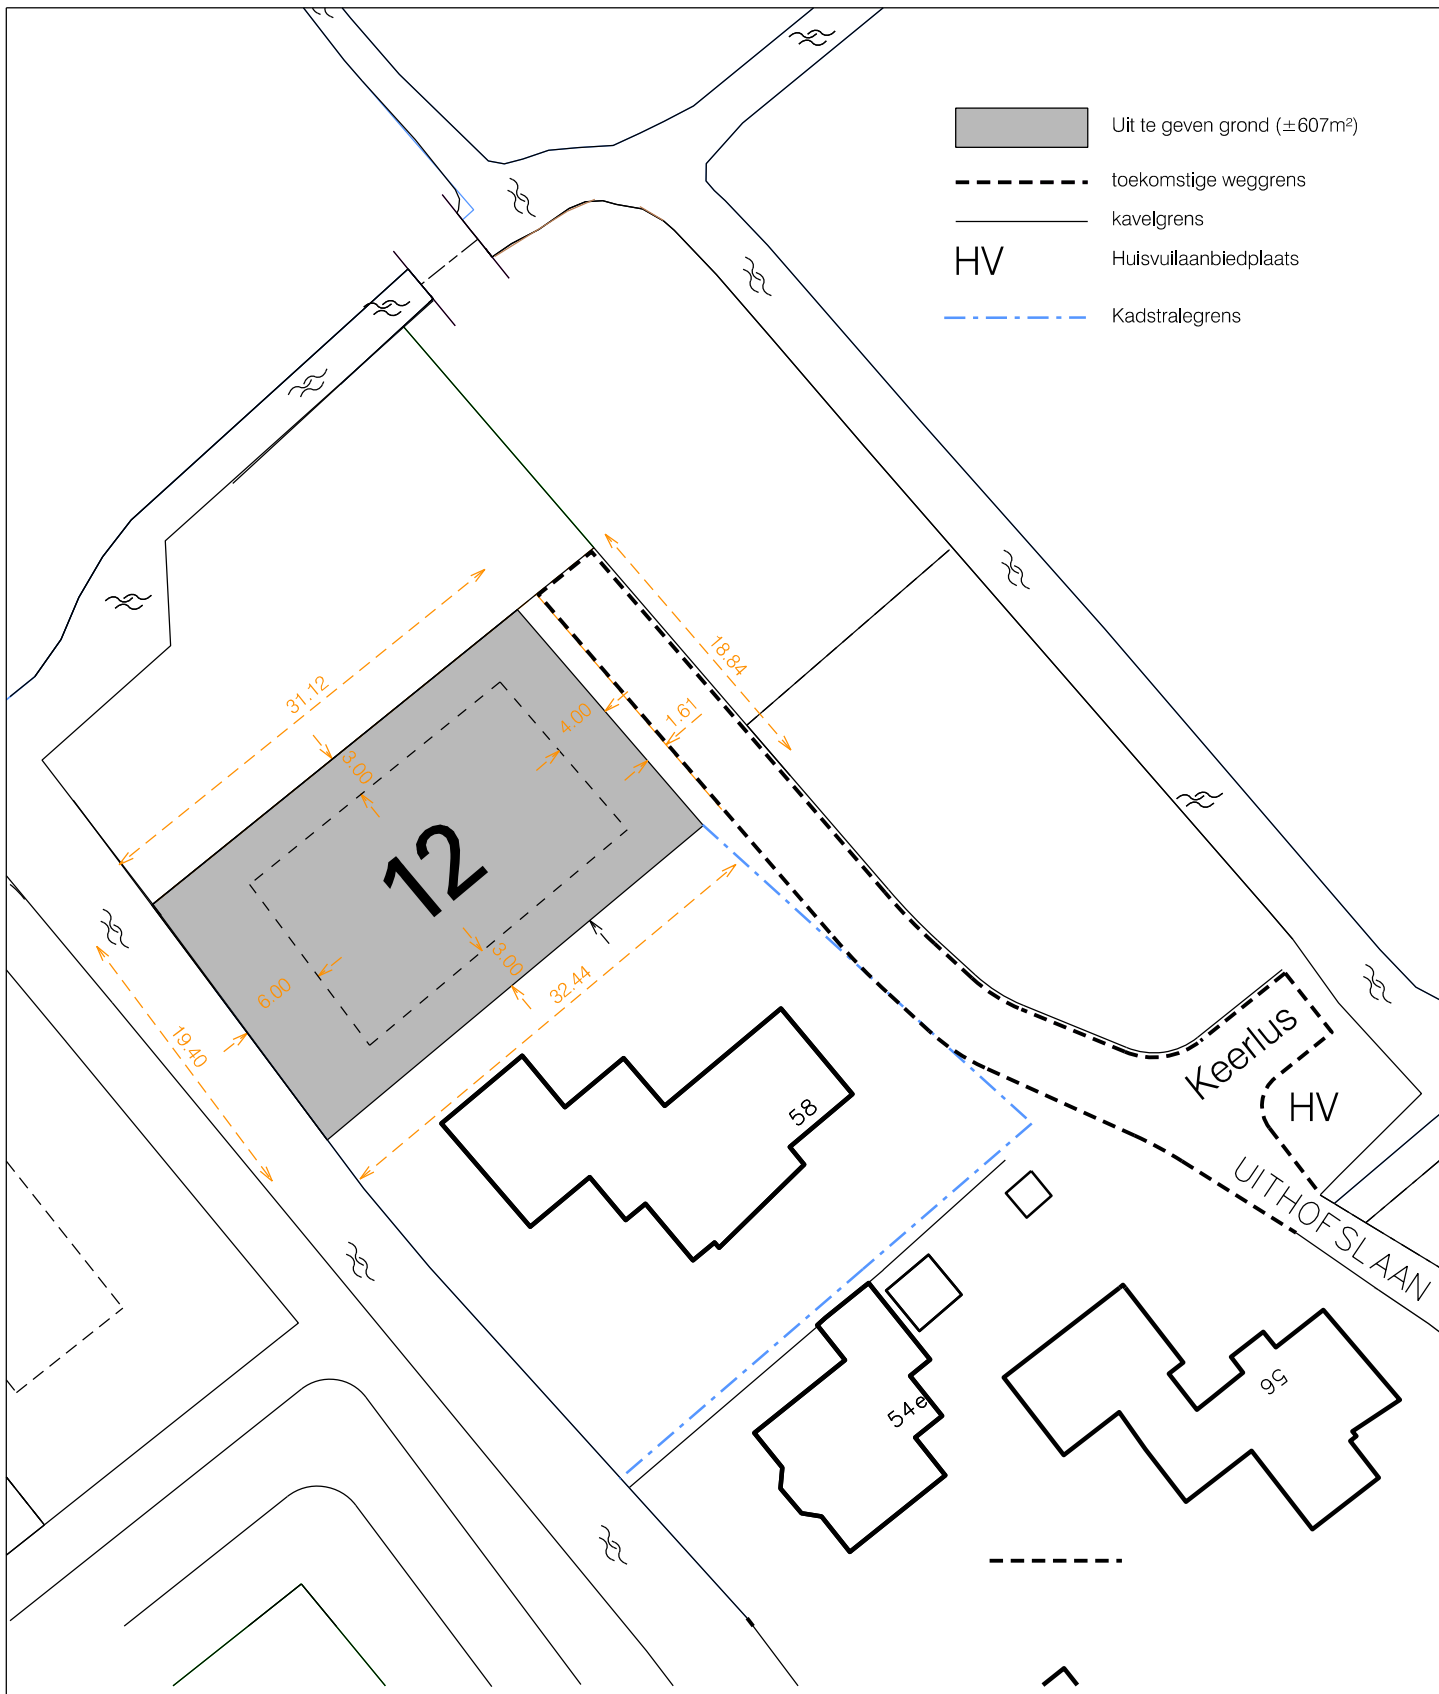 Uit te geven grond (±607m²)
toekomstige weggrens
kavelgrens
HV
Huisvuilaanbiedplaats
Kadstralegrens
18.84
31.12
1.61
4.00
3.00
12
3.00
32.44
6.00
19.40
Keerlus
HV
58
UITHOFSLAAN
54e
56